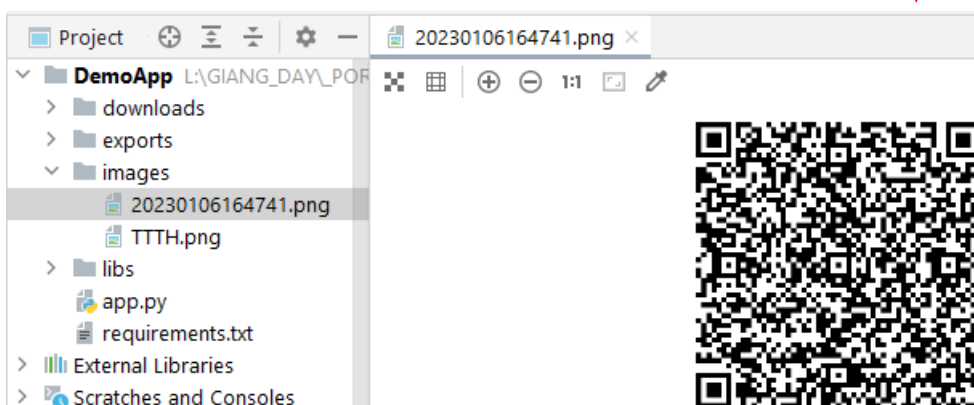 Project
20230106164741.png
DemoApp L:\GIANG_DAY\_POR
1:1
downloads
exports
images
20230106164741.png
TTTH.png
libs
app.py
requirements.txt
External Libraries
Scratches and Consoles